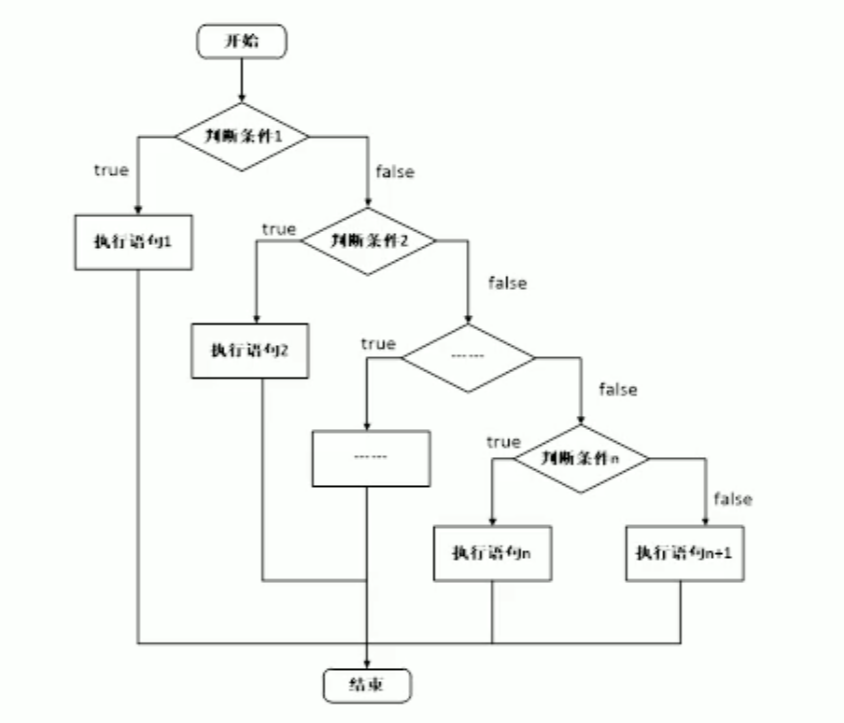 开始
判断条件1
true
false
执行语句1
true
判断条件2
false
执行语句2
true
------
false
------
true
判断条件n
false
执行语句n
执行语句n+1
结束